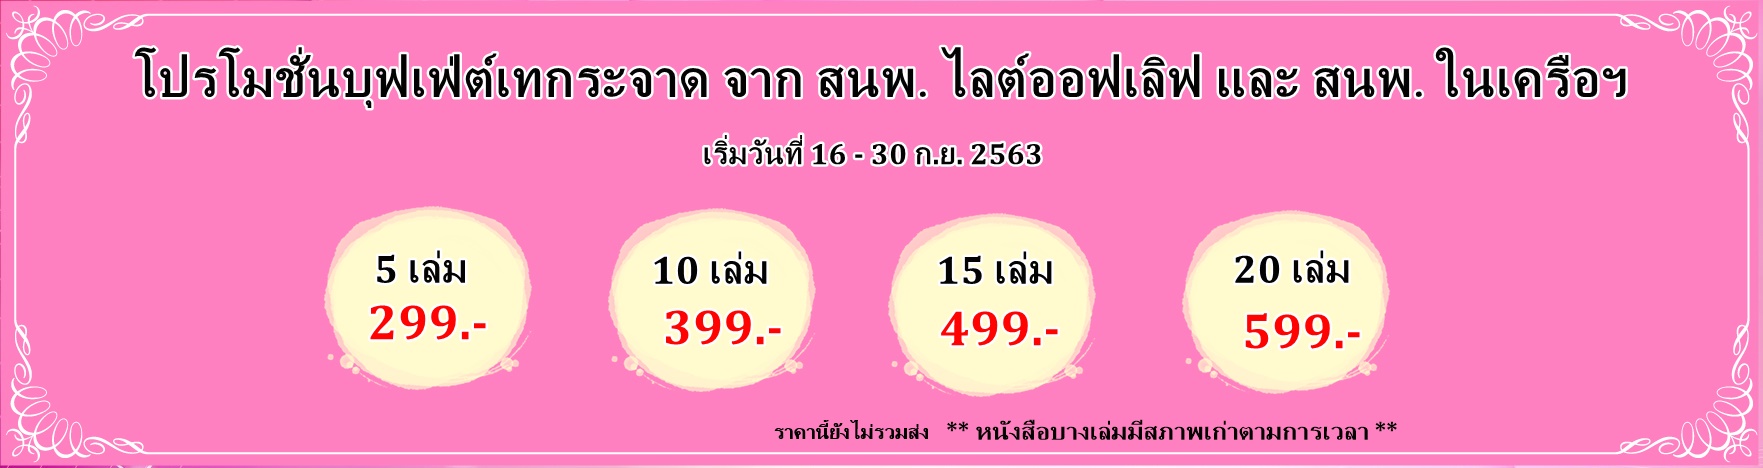 โปรโมชั่นบุฟเฟ่ต์เทกระจาด จาก สนพ. ไลต์ออฟเลิฟ และ สนพ. ในเครือฯ
เริ่มวันที่ 16 - 30 ก.ย. 2563
5 เล่ม
299.-
10 เล่ม
399.-
15 เล่ม
499.-
20 เล่ม
599.-
ราคานี้ยังไม่รวมส่ง ** หนังสือบางเล่มมีสภาพเก่าตามการเวลา **